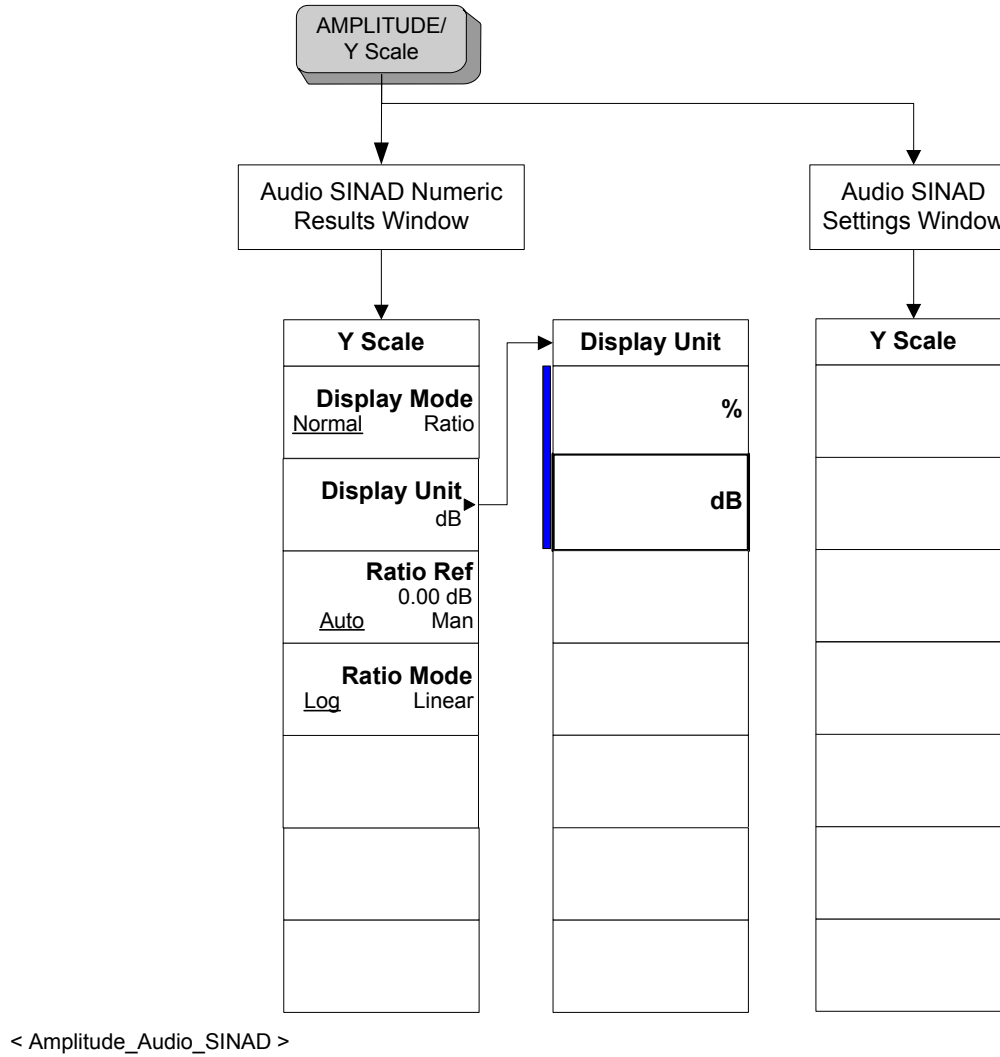 AMPLITUDE/
Y Scale
Audio SINAD Numeric
Results Window
Audio SINAD
Settings Window
Y Scale
Display Mode
Normal Ratio
Display Unit
dB
Ratio Ref
0.00 dB
Auto Man
Ratio Mode
Log Linear
Display Unit
%
dB
Y Scale
< Amplitude_Audio_SINAD >